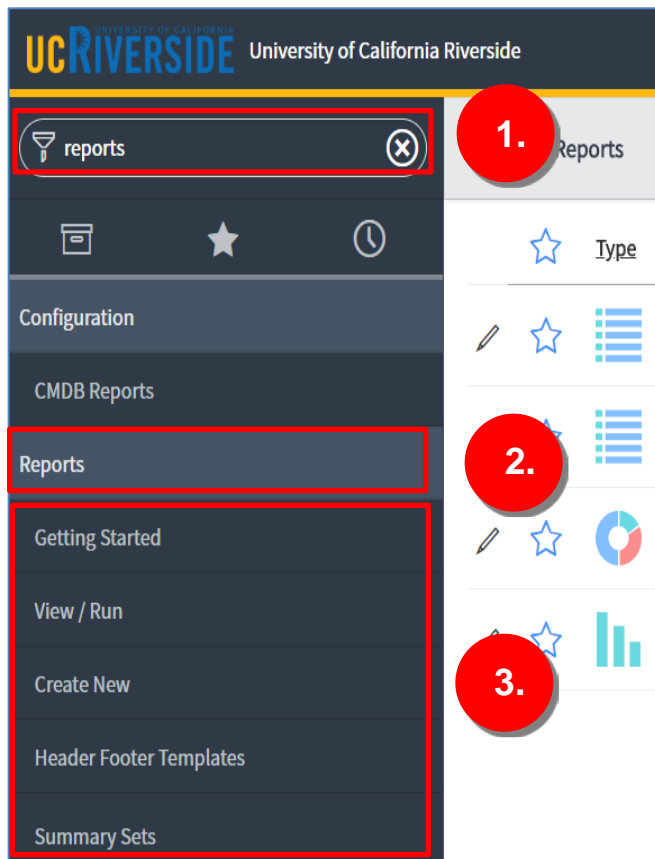 UNIVERSITY OF CALIFORNIA
UCRIVERSIDE University of California Riverside
reports
1.
Reports
Type
Configuration
CMDB Reports
Reports
2.
Getting Started
View / Run
Create New
3.
Header Footer Templates
Summary Sets